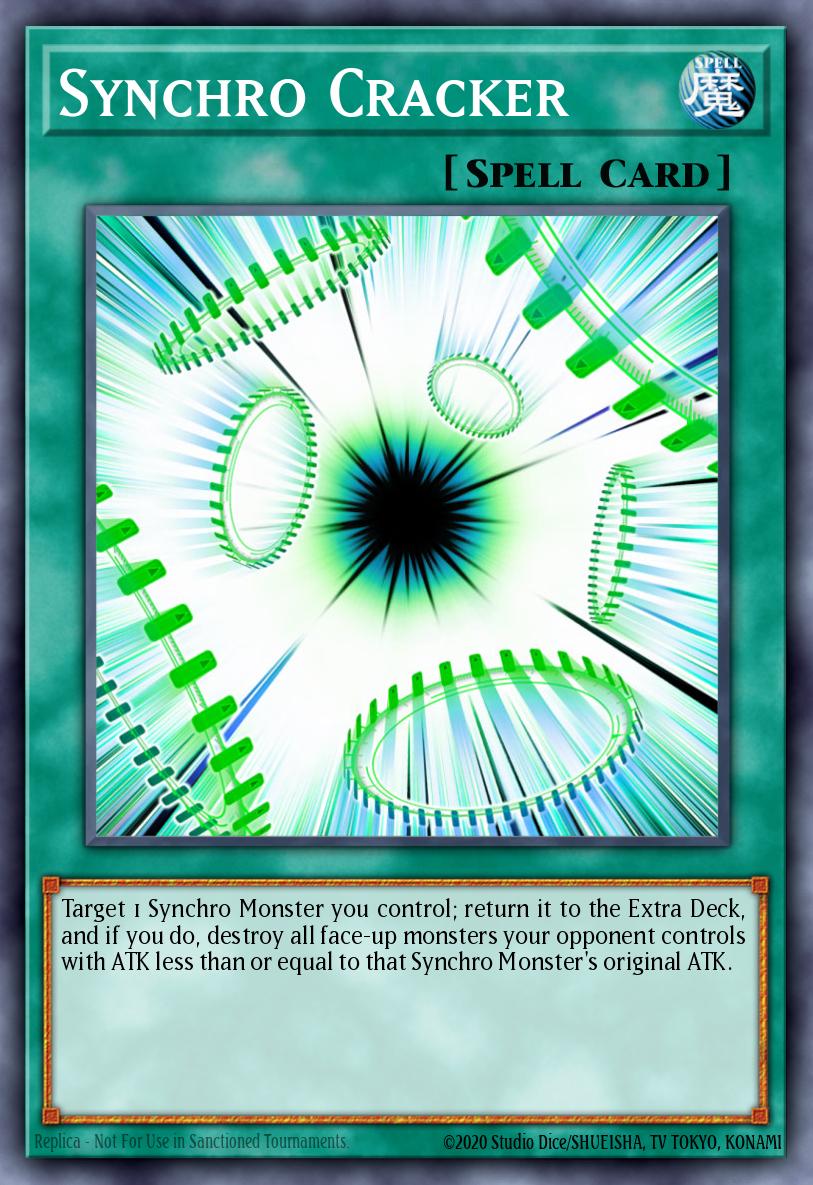 Synchro Cracker
SPELL
魔
[ Spell Card ]
Target 1 Synchro Monster you control; return it to the Extra Deck,
and if you do, destroy all face-up monsters your opponent controls
with ATK less than or equal to that Synchro Monster's original ATK.
Replica - Not For Use in Sanctioned Tournaments.
©2020 Studio Dice/SHUEISHA, TV TOKYO, KONAMI